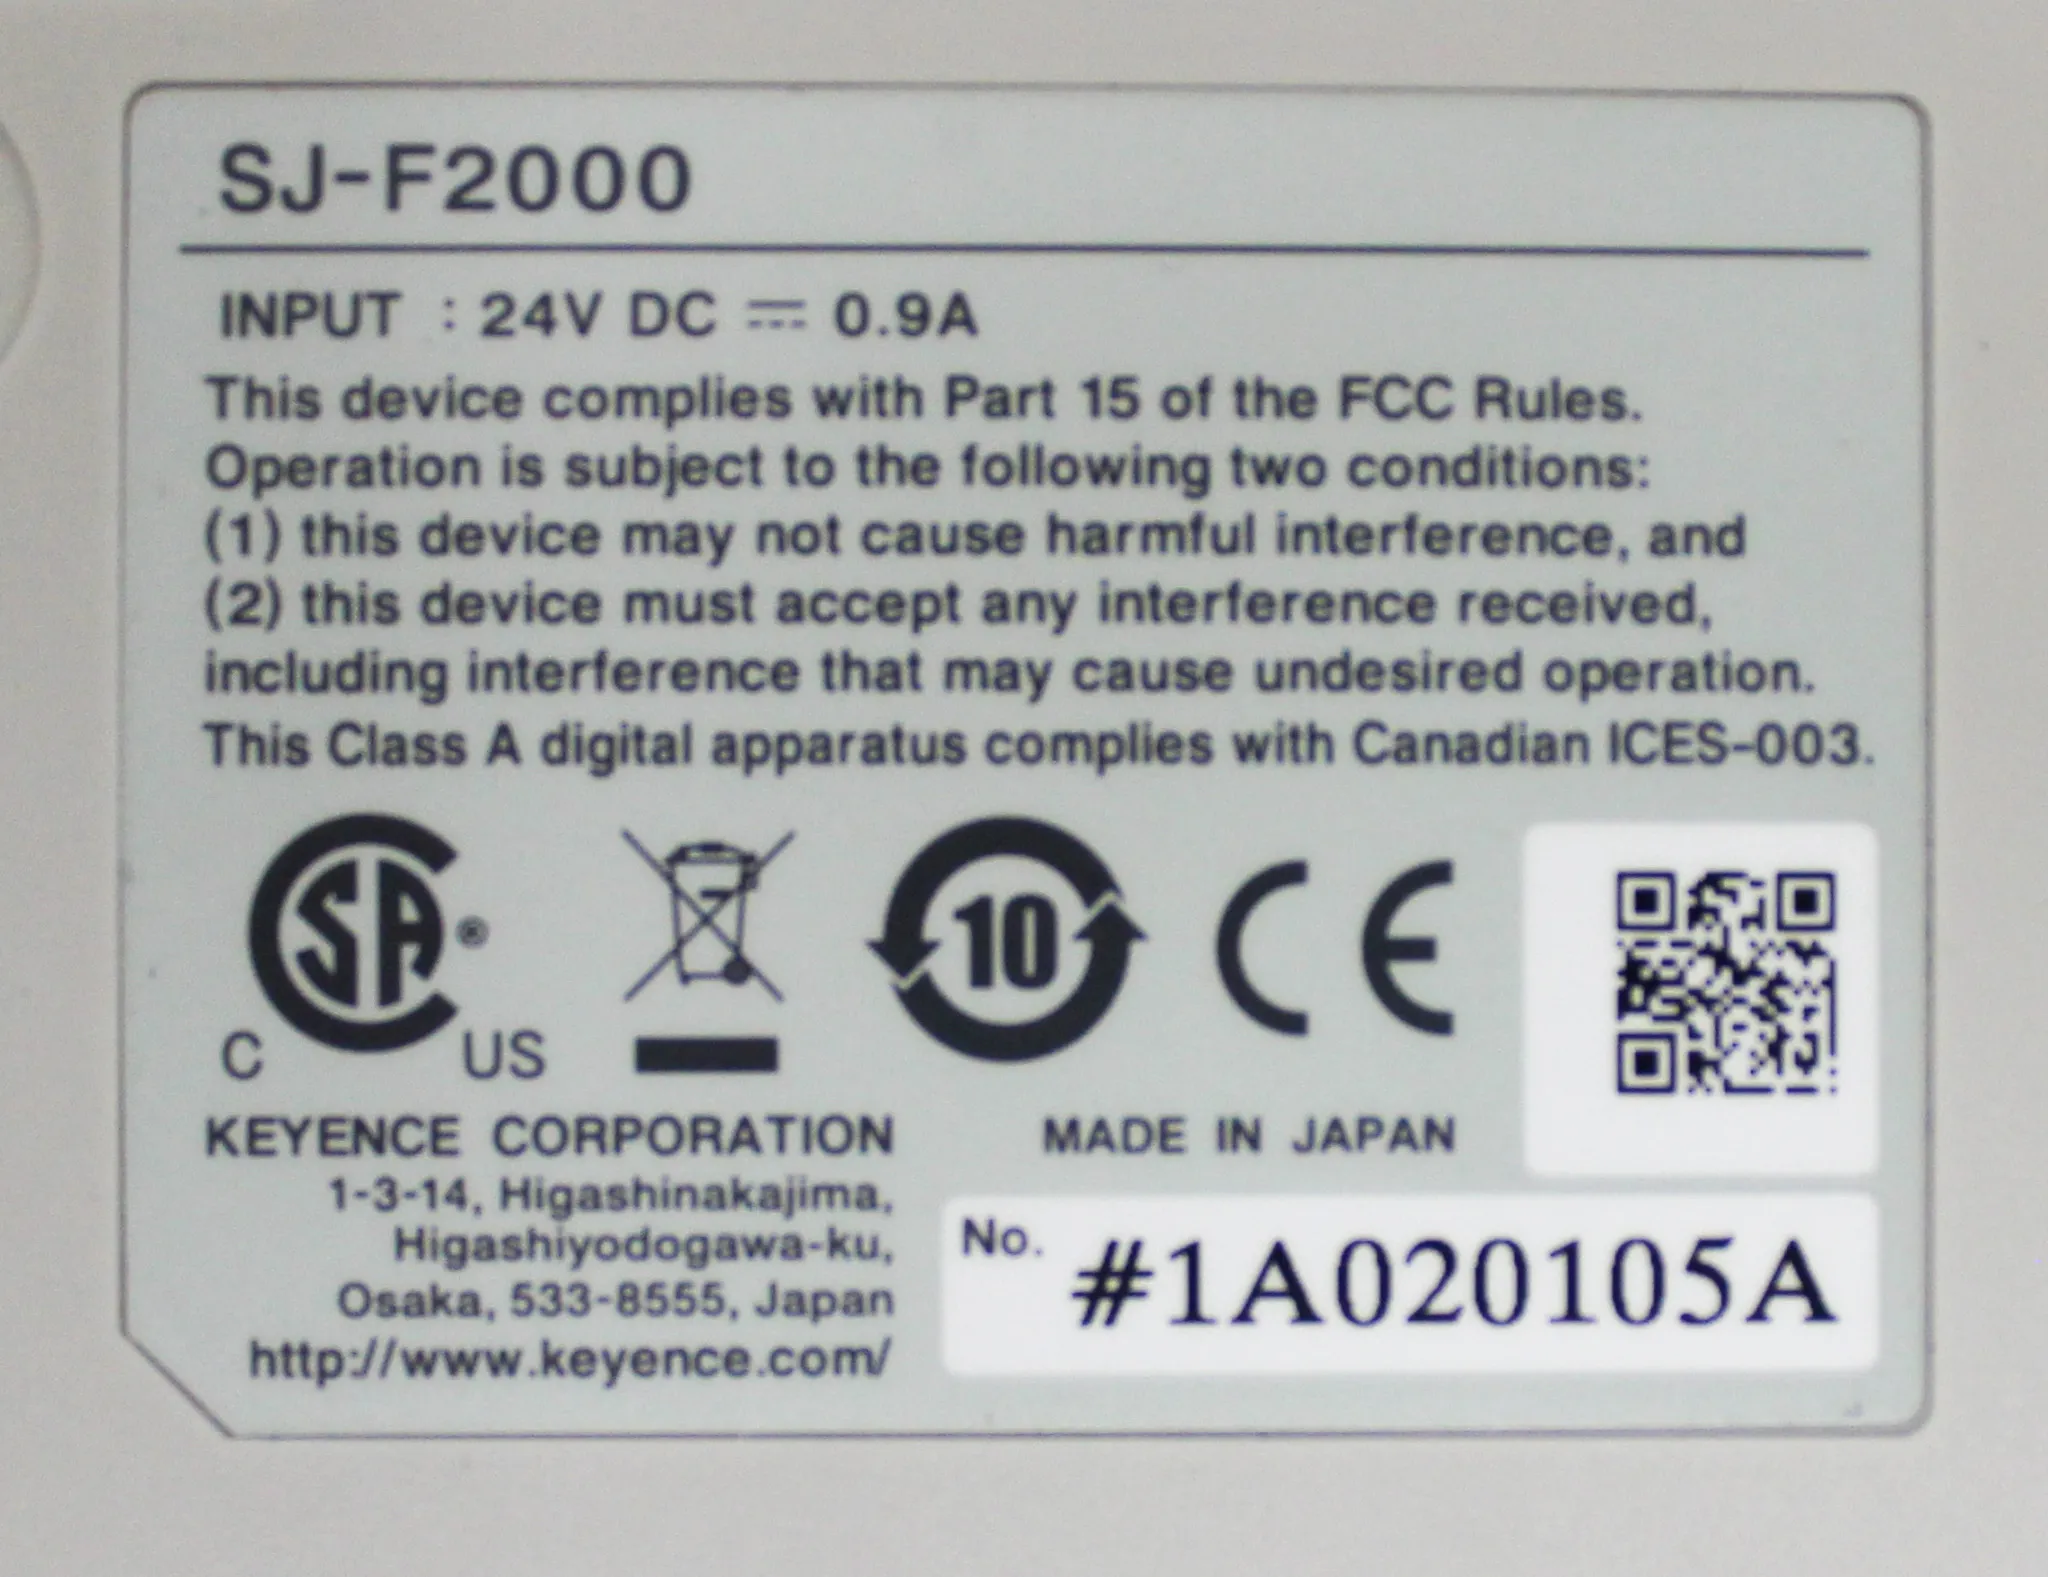 SJ-F2000
INPUT : 24V DC ⎓ 0.9A
This device complies with Part 15 of the FCC Rules.
Operation is subject to the following two conditions:
(1) this device may not cause harmful interference, and
(2) this device must accept any interference received,
including interference that may cause undesired operation.
This Class A digital apparatus complies with Canadian ICES-003.
C SA ® US
10
CE
KEYENCE CORPORATION
1-3-14, Higashinakajima,
Higashiyodogawa-ku,
Osaka, 533-8555, Japan
http://www.keyence.com/
MADE IN JAPAN
No. #1A020105A